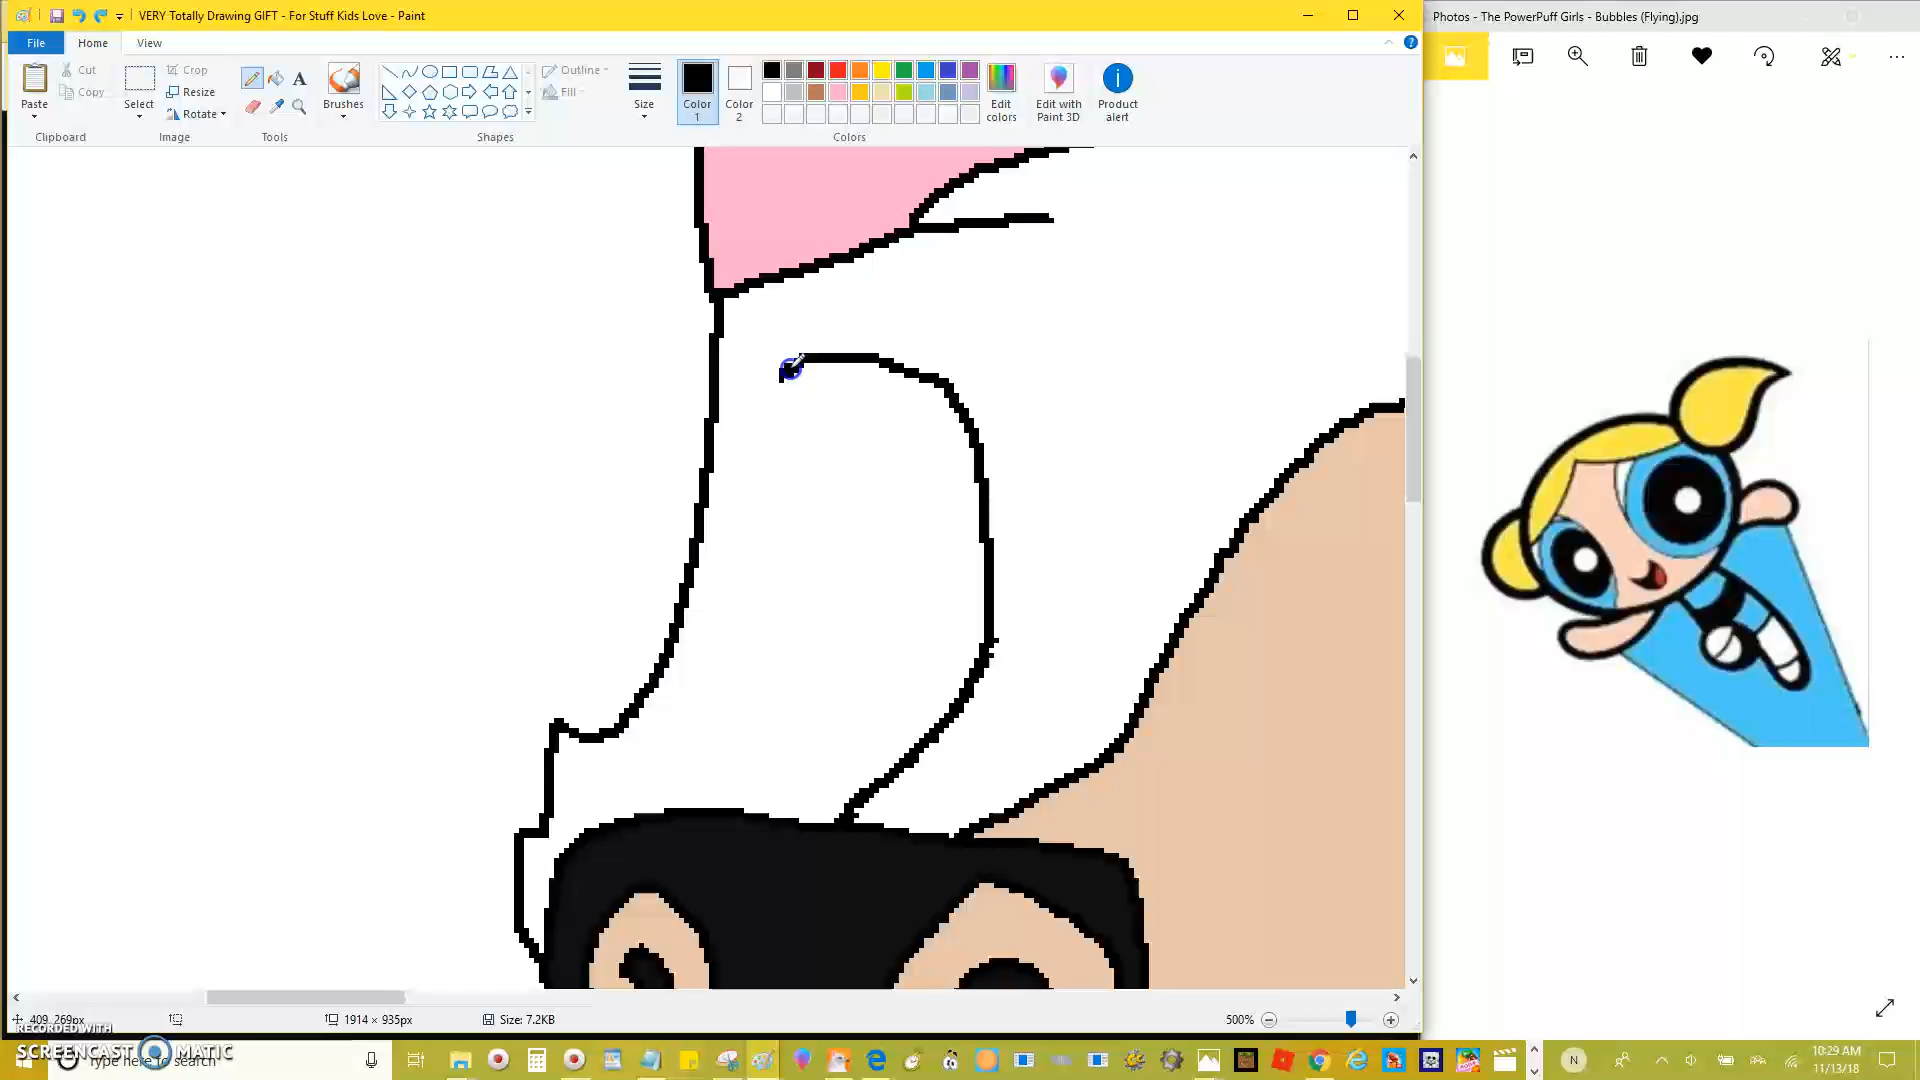 VERY Totally Drawing GIFT - For Stuff Kids Love - Paint
Photos - The PowerPuff Girls - Bubbles (Flying).jpg
File Home View
Paste
Cut
Copy
Clipboard
Select
Crop
Resize
Rotate
Image
Tools
Brushes
Shapes
Outline
Fill
Size
Color 1
Color 2
Colors
Edit colors
Edit with Paint 3D
Product alert
409, 269px
1914 × 935px
Size: 7.2KB
500%
RECORDED WITH
SCREENCAST MATIC
Type here to search
N
10:29 AM
11/13/18